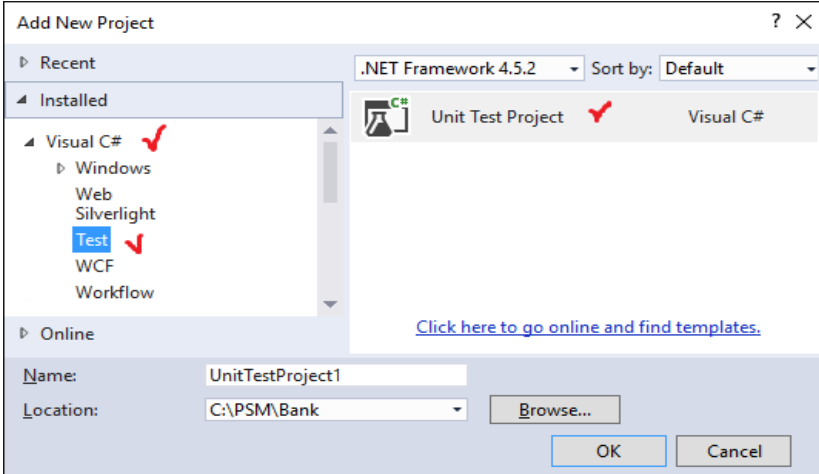 Add New Project ?
Recent
Installed
Visual C#
Windows
Web
Silverlight
Test
WCF
Workflow
Online
.NET Framework 4.5.2 Sort by: Default
C# Unit Test Project Visual C#
Click here to go online and find templates.
Name: UnitTestProject1
Location: C:\PSM\Bank Browse...
OK Cancel